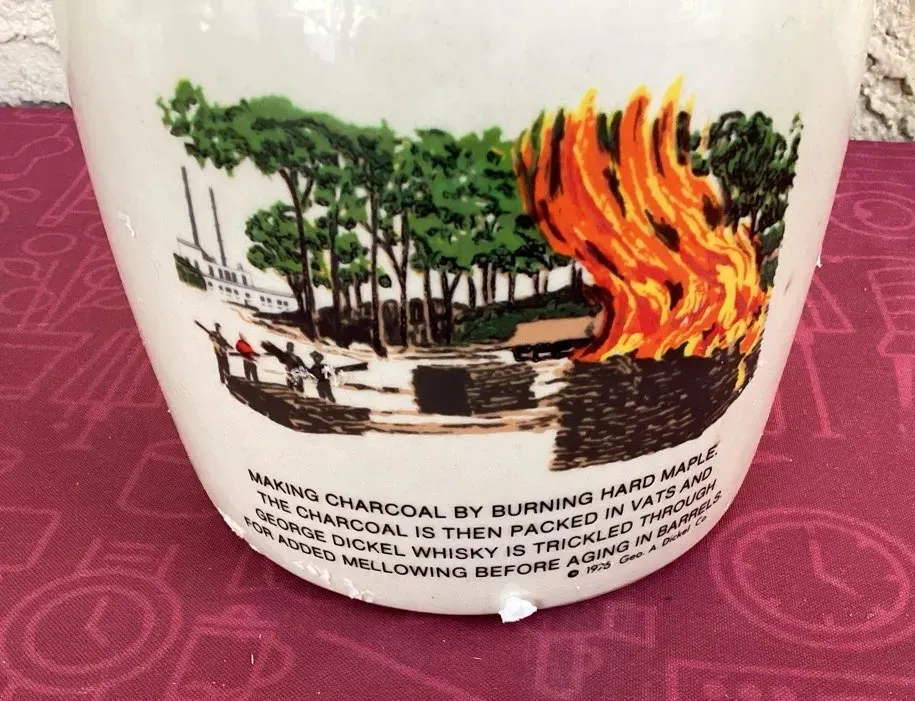 MAKING CHARCOAL BY BURNING HARD MAPLE.
THE CHARCOAL IS THEN PACKED IN VATS AND
GEORGE DICKEL WHISKY IS TRICKLED THROUGH
FOR ADDED MELLOWING BEFORE AGING IN BARRELS.
© 1975 Geo. A. Dickel Co.